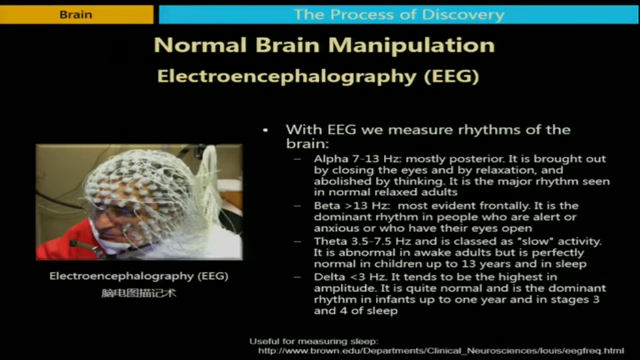 Brain
The Process of Discovery
Normal Brain Manipulation
Electroencephalography (EEG)
• With EEG we measure rhythms of the
brain:
– Alpha 7-13 Hz: mostly posterior. It is brought out
by closing the eyes and by relaxation, and
abolished by thinking. It is the major rhythm seen
in normal relaxed adults
– Beta >13 Hz: most evident frontally. It is the
dominant rhythm in people who are alert or
anxious or who have their eyes open
– Theta 3.5-7.5 Hz and is classed as "slow" activity.
It is abnormal in awake adults but is perfectly
normal in children up to 13 years and in sleep
– Delta <3 Hz. It tends to be the highest in
amplitude. It is quite normal and is the dominant
rhythm in infants up to one year and in stages 3
and 4 of sleep
Electroencephalography (EEG)
脑电图描记术
Useful for measuring sleep:
http://www.brown.edu/Departments/Clinical_Neurosciences/louis/eegfreq.html